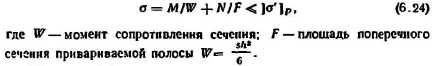 σ = M/W + N/F ⩽ ]σ′]ₚ, (6.24)
где W — момент сопротивления сечения; F — площадь поперечного
сечения привариваемой полосы W = sh²/6 .